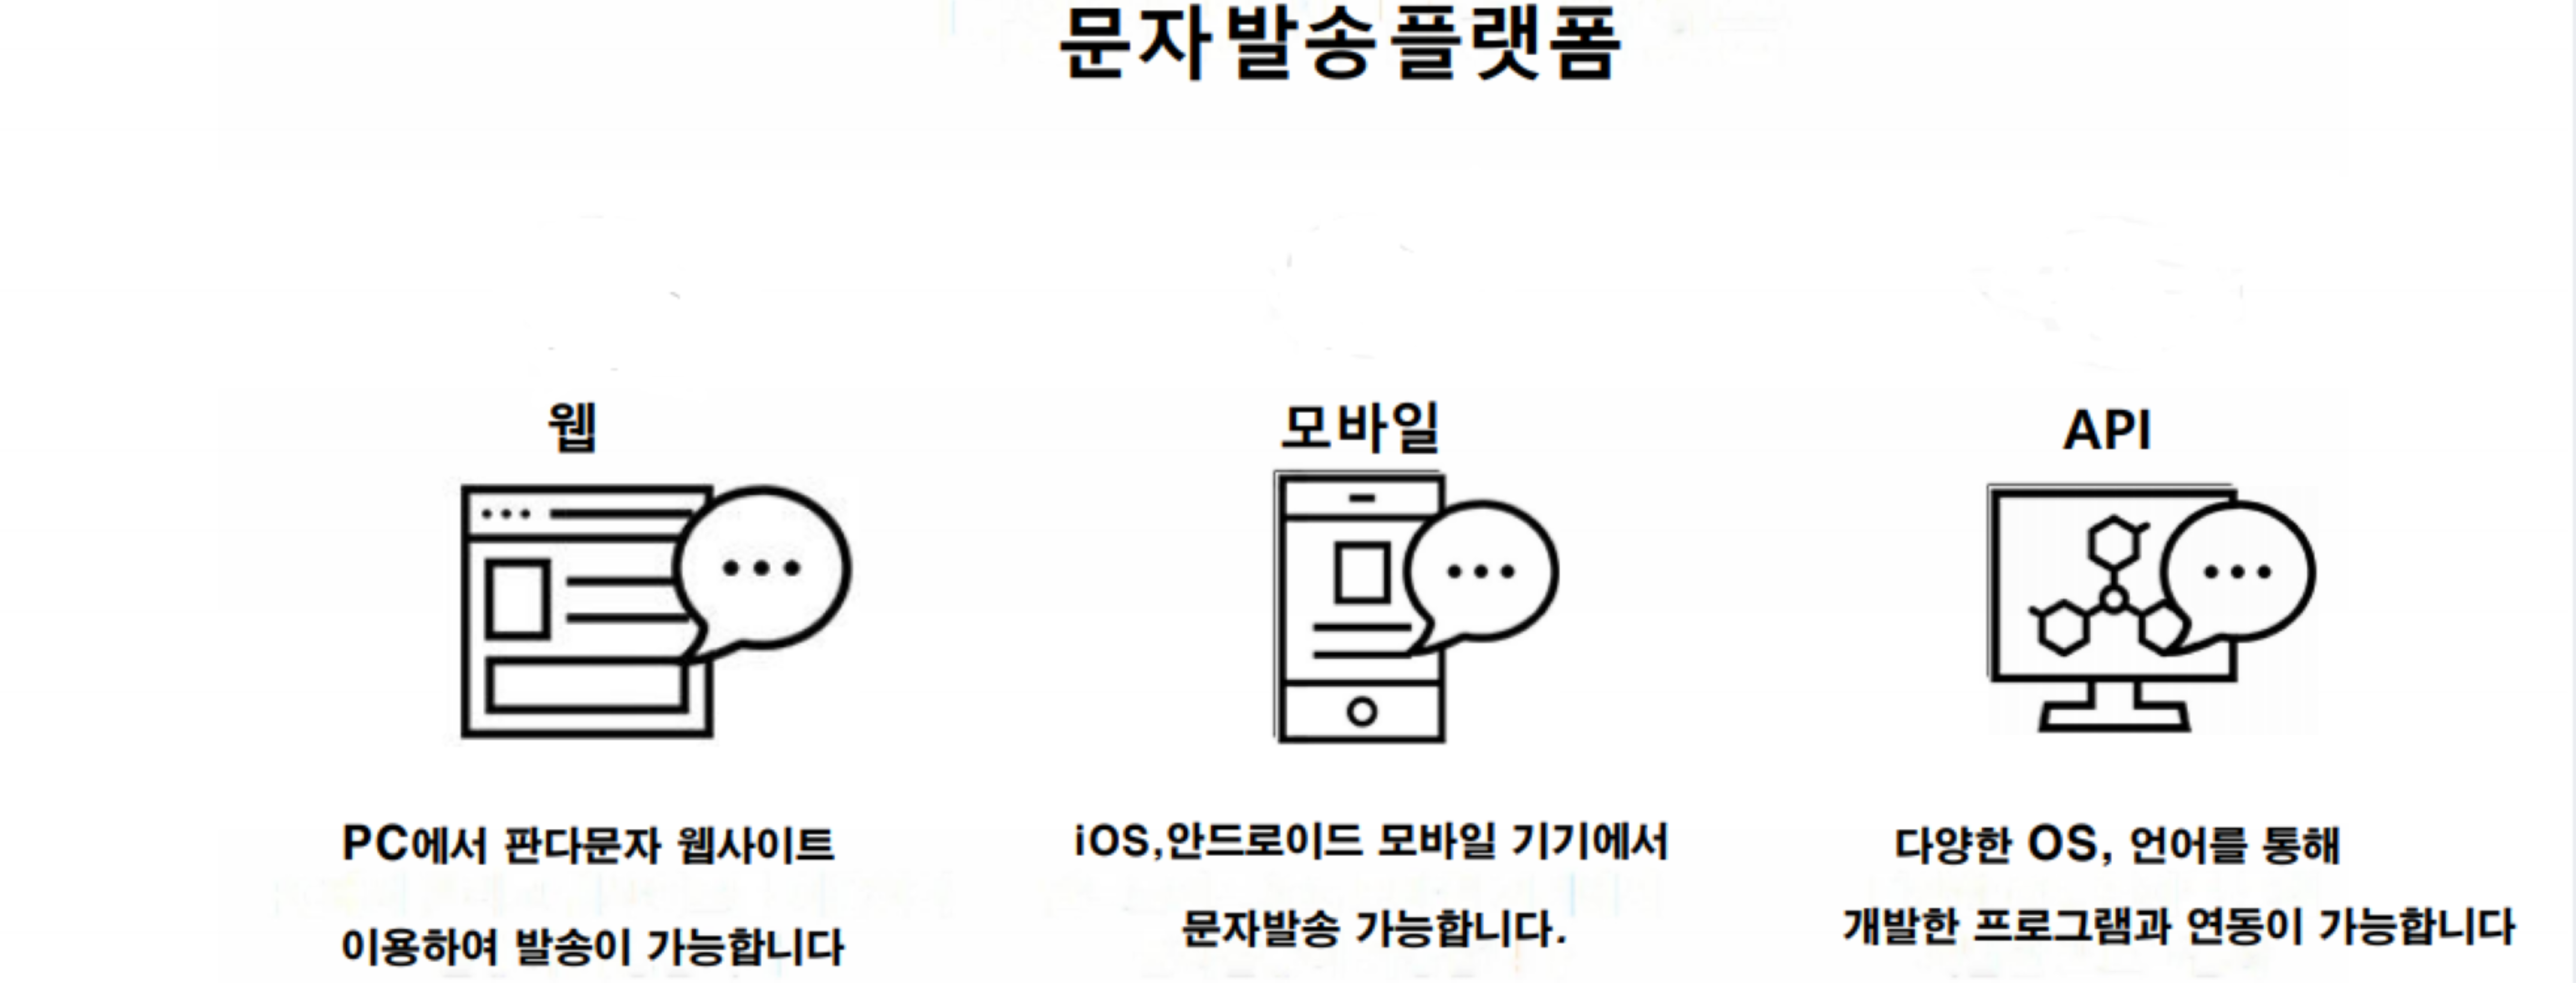 문자발송플랫폼
웹
모바일
API
PC에서 판다문자 웹사이트
이용하여 발송이 가능합니다
iOS,안드로이드 모바일 기기에서
문자발송 가능합니다.
다양한 OS, 언어를 통해
개발한 프로그램과 연동이 가능합니다